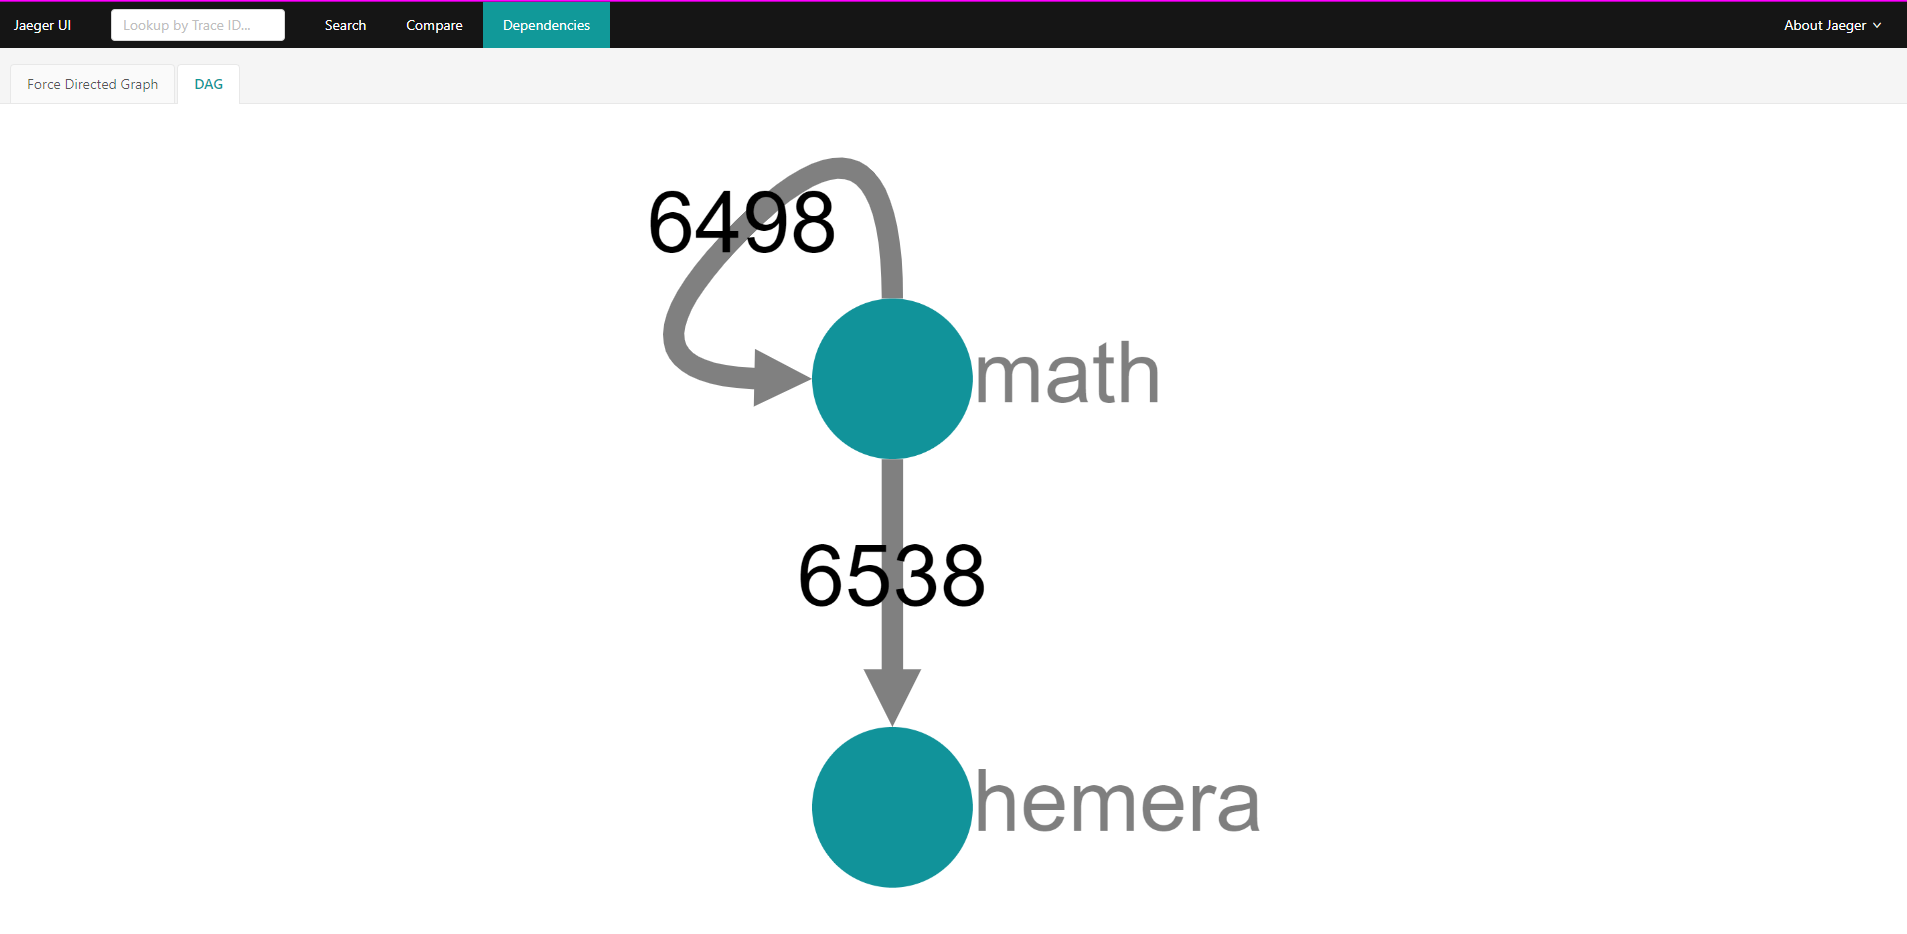 Jaeger UI Lookup by Trace ID... Search Compare Dependencies About Jaeger
Force Directed Graph DAG
6498
math
6538
hemera